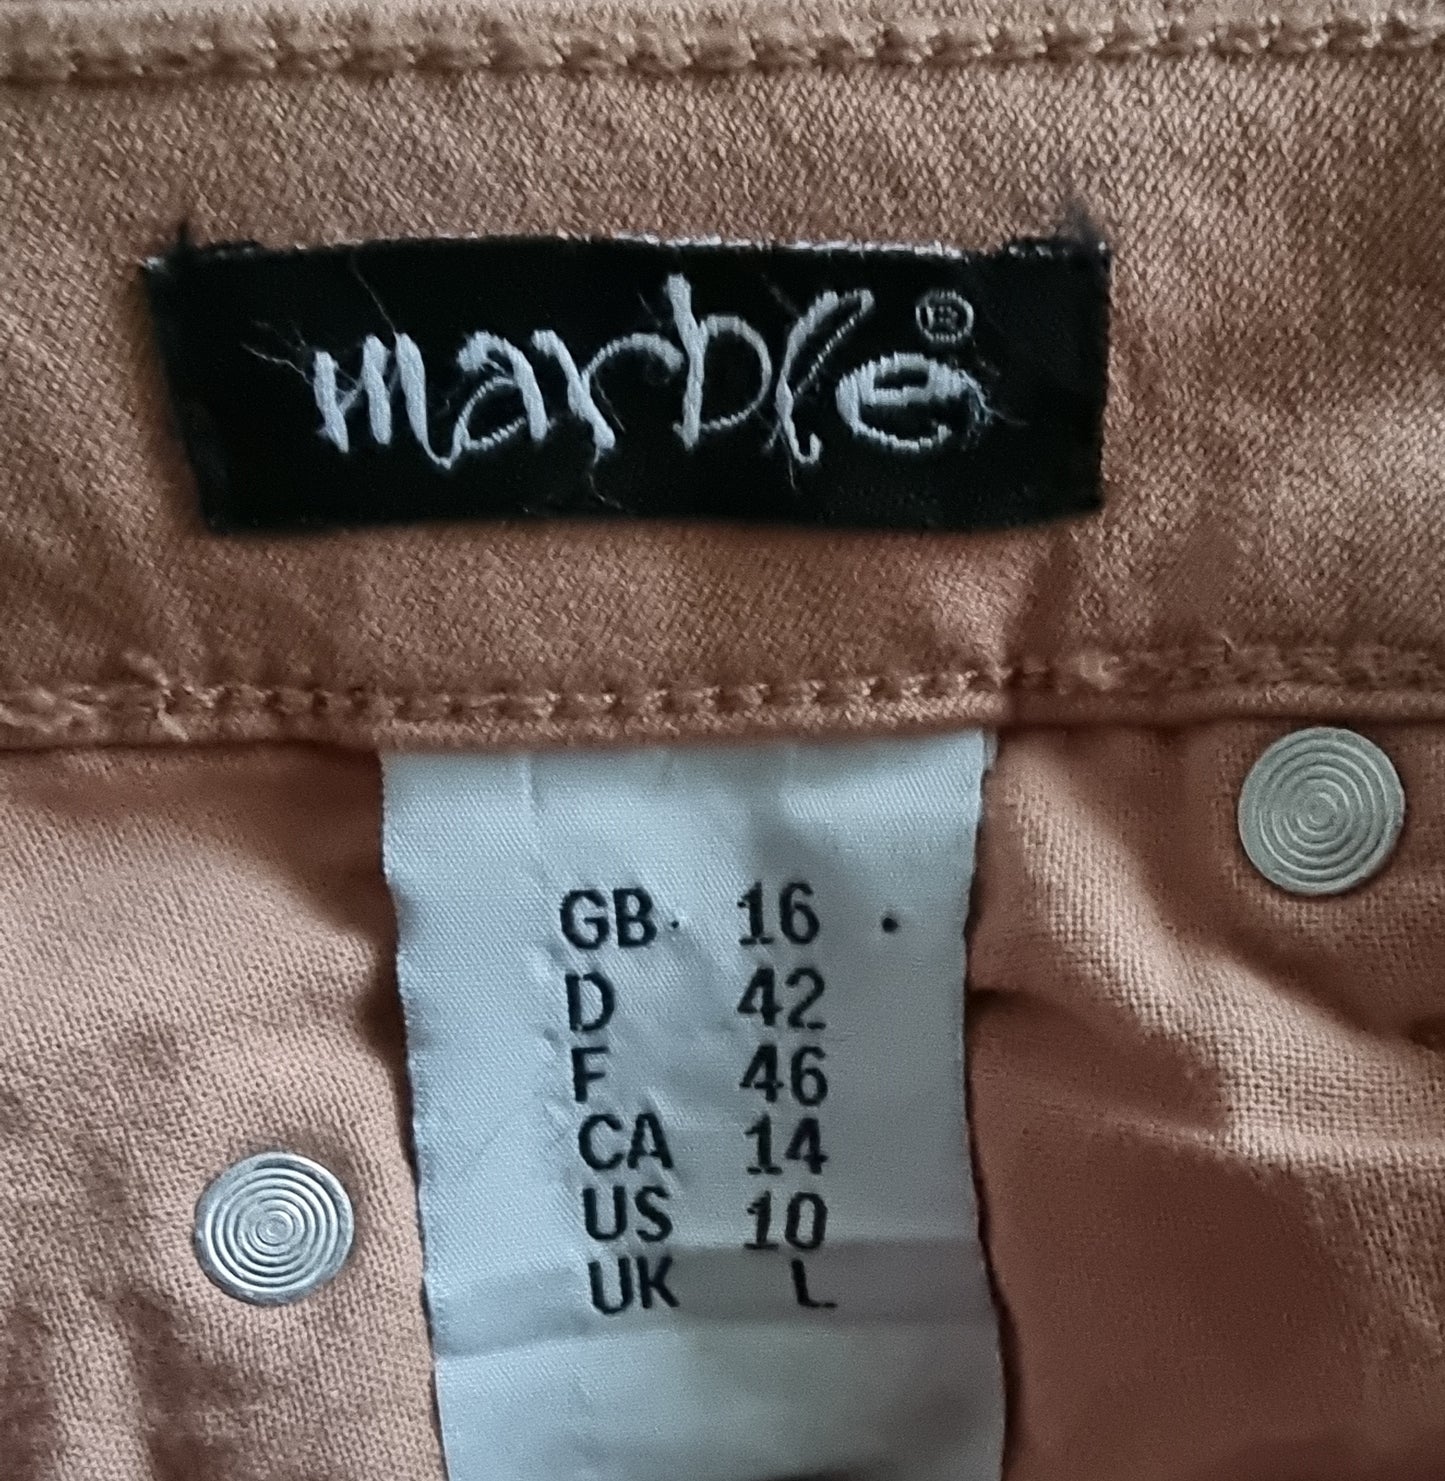 marble®
GB 16
D 42
F 46
CA 14
US 10
UK L